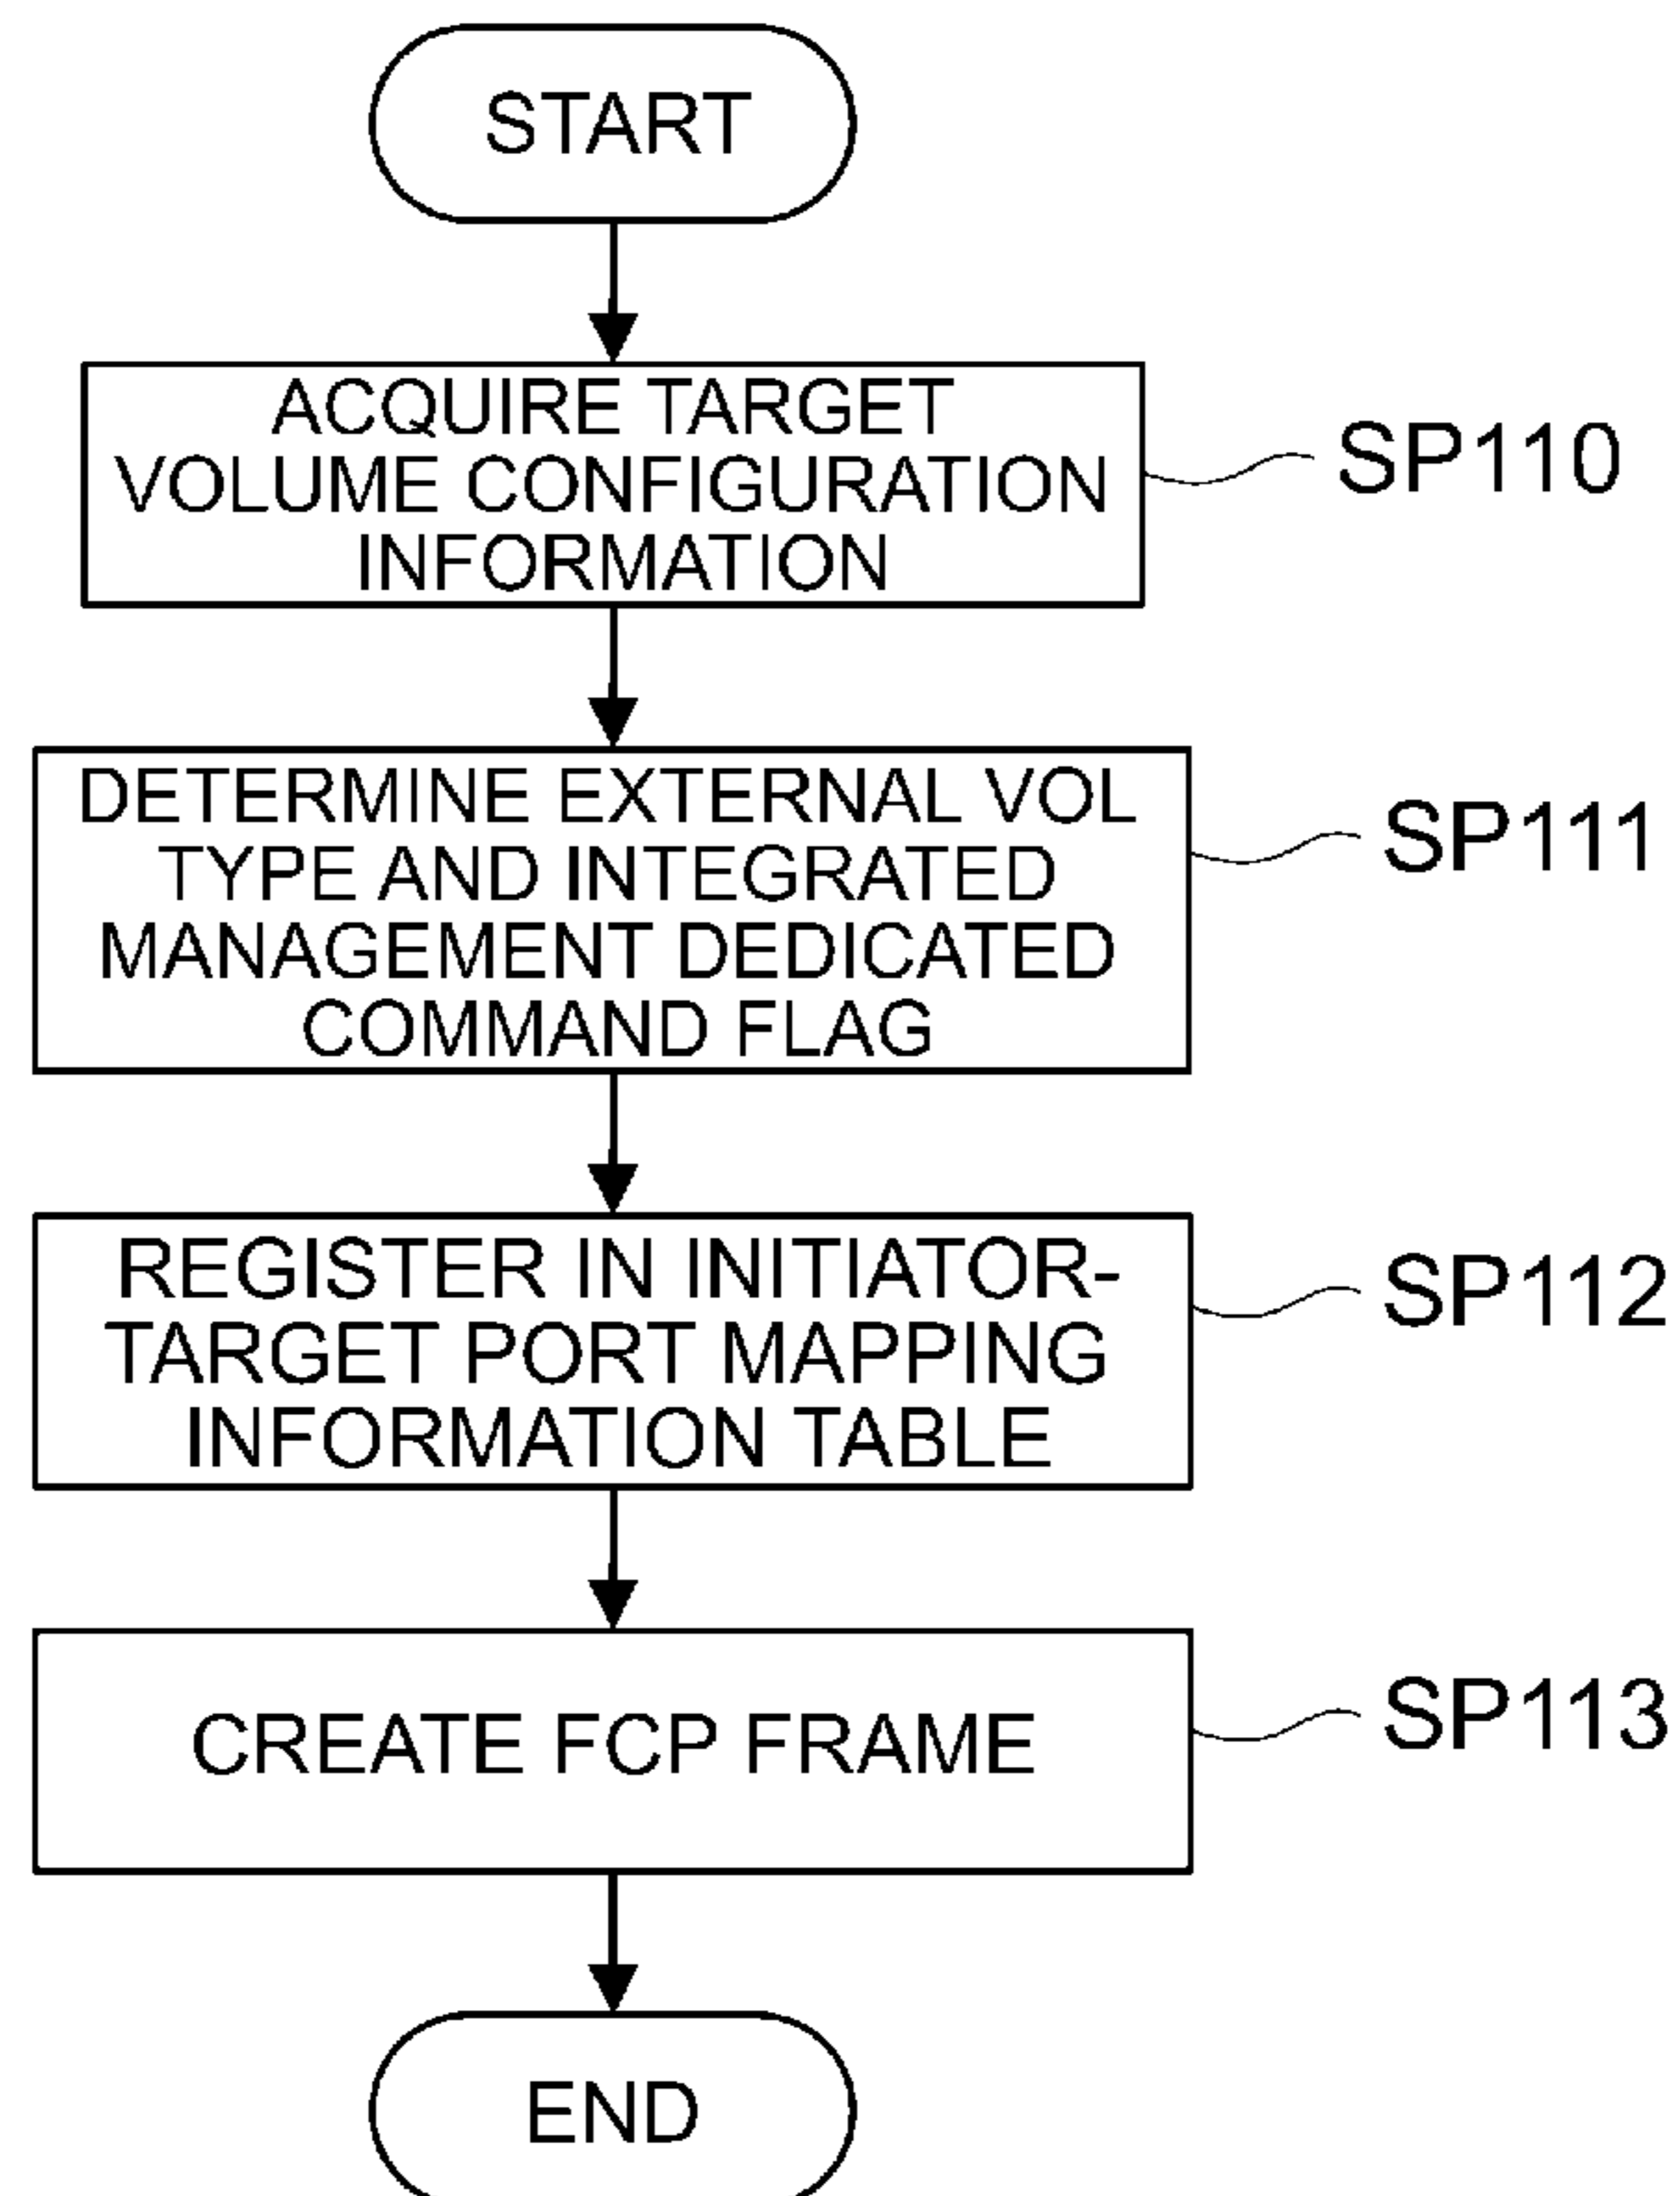 START
ACQUIRE TARGET
VOLUME CONFIGURATION
INFORMATION
SP110
DETERMINE EXTERNAL VOL
TYPE AND INTEGRATED
MANAGEMENT DEDICATED
COMMAND FLAG
SP111
REGISTER IN INITIATOR-
TARGET PORT MAPPING
INFORMATION TABLE
SP112
CREATE FCP FRAME
SP113
END